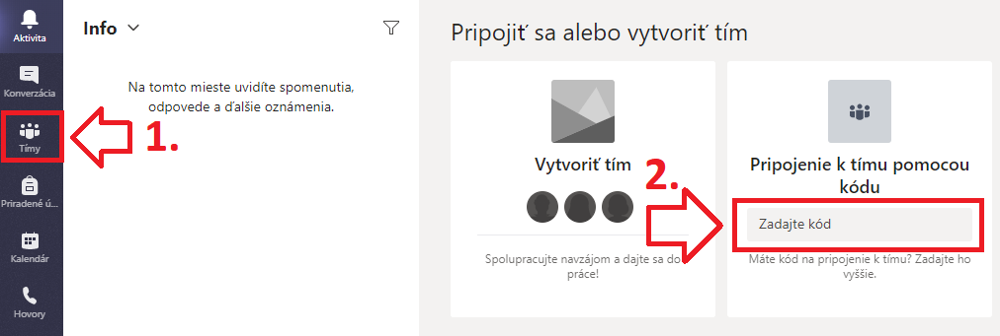 Aktivita
Konverzácia
Tímy
Priradené ú...
Kalendár
Hovory
Info
Na tomto mieste uvidíte spomenutia,
odpovede a ďalšie oznámenia.
1.
Pripojiť sa alebo vytvoriť tím
Vytvoriť tím
Spolupracujte navzájom a dajte sa do
práce!
2.
Pripojenie k tímu pomocou
kódu
Zadajte kód
Máte kód na pripojenie k tímu? Zadajte ho
vyššie.